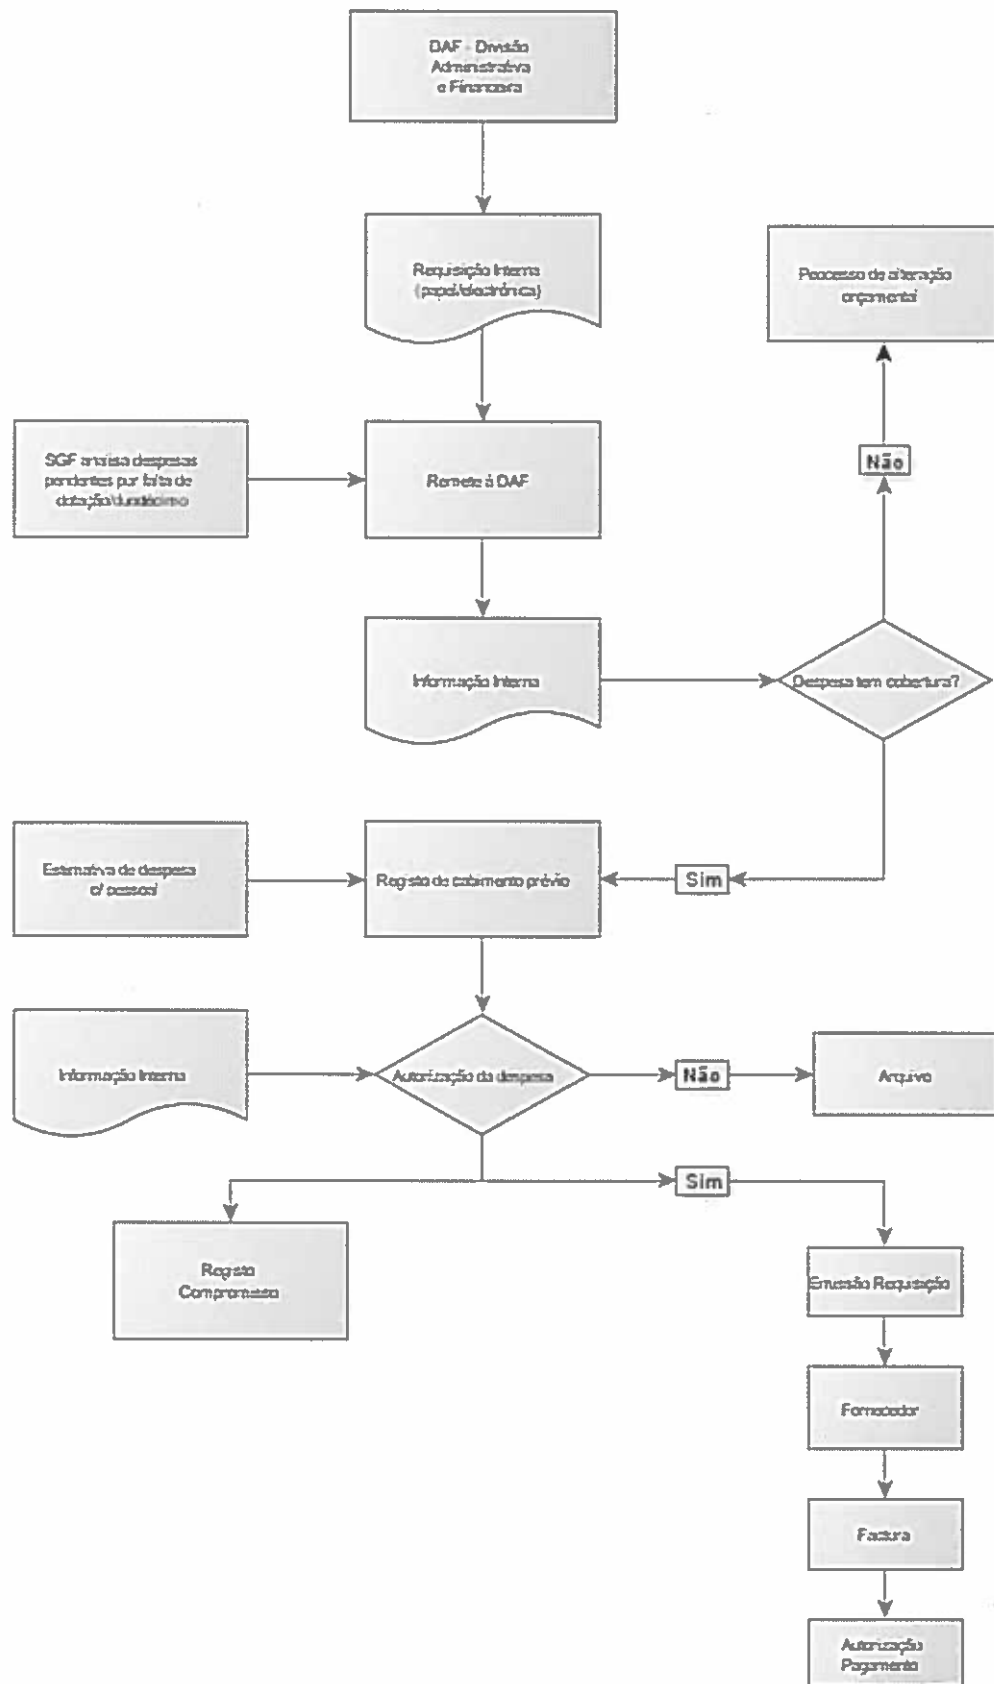 DAF - Divisão
Administrativa
e Financeira
Requisição Interna
(papel/electrónica)
Processo de alteração
orçamental
Não
SGF analisa despesas
pendentes por falta de
dotação/duodécimo
Remete à DAF
Informação Interna
Despesa tem cobertura?
Estimativa de despesa
c/ pessoal
Registo de cabimento prévio
Sim
Informação Interna
Autorização da despesa
Não
Arquivo
Sim
Registo
Compromisso
Emissão Requisição
Fornecedor
Factura
Autorização
Pagamento